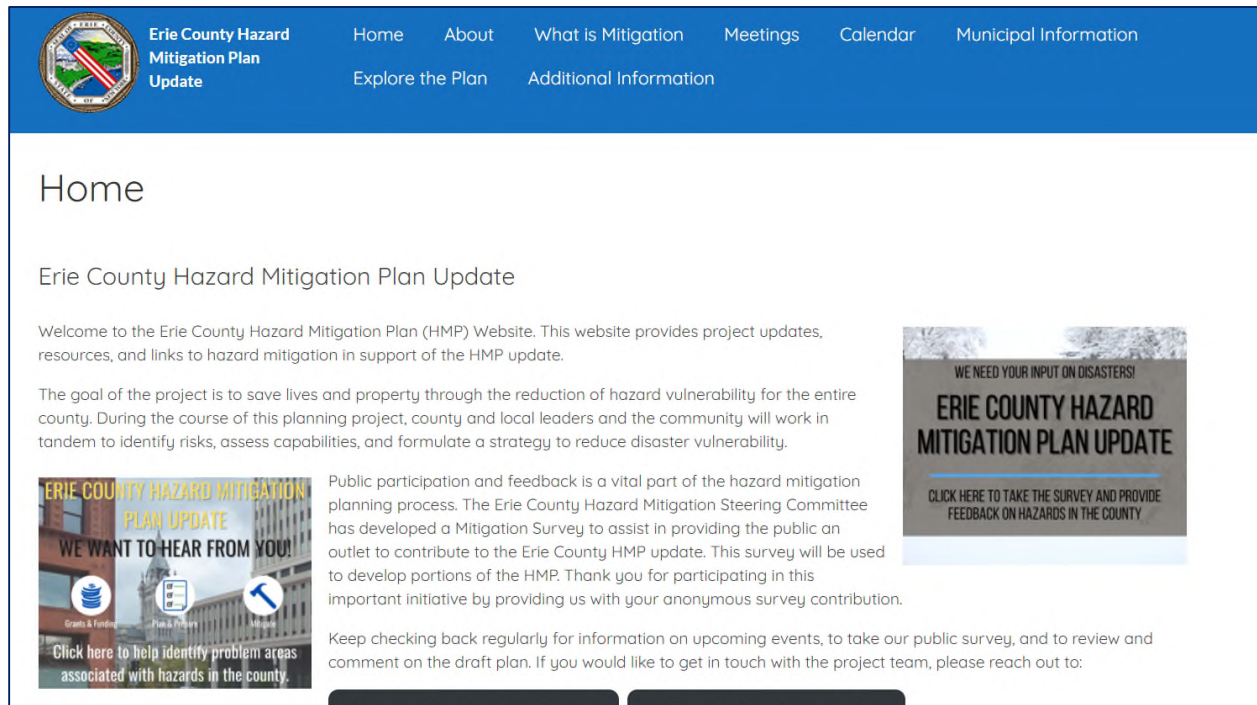 Erie County Hazard
Mitigation Plan
Update
Home About What is Mitigation Meetings Calendar Municipal Information
Explore the Plan Additional Information
Home
Erie County Hazard Mitigation Plan Update
Welcome to the Erie County Hazard Mitigation Plan (HMP) Website. This website provides project updates,
resources, and links to hazard mitigation in support of the HMP update.
The goal of the project is to save lives and property through the reduction of hazard vulnerability for the entire
county. During the course of this planning project, county and local leaders and the community will work in
tandem to identify risks, assess capabilities, and formulate a strategy to reduce disaster vulnerability.
WE NEED YOUR INPUT ON DISASTERS!
ERIE COUNTY HAZARD
MITIGATION PLAN UPDATE
CLICK HERE TO TAKE THE SURVEY AND PROVIDE
FEEDBACK ON HAZARDS IN THE COUNTY
ERIE COUNTY HAZARD MITIGATION
PLAN UPDATE
WE WANT TO HEAR FROM YOU!
Grants & Funding Plan & Prepare Mitigate
Click here to help identify problem areas
associated with hazards in the county.
Public participation and feedback is a vital part of the hazard mitigation
planning process. The Erie County Hazard Mitigation Steering Committee
has developed a Mitigation Survey to assist in providing the public an
outlet to contribute to the Erie County HMP update. This survey will be used
to develop portions of the HMP. Thank you for participating in this
important initiative by providing us with your anonymous survey contribution.
Keep checking back regularly for information on upcoming events, to take our public survey, and to review and
comment on the draft plan. If you would like to get in touch with the project team, please reach out to: